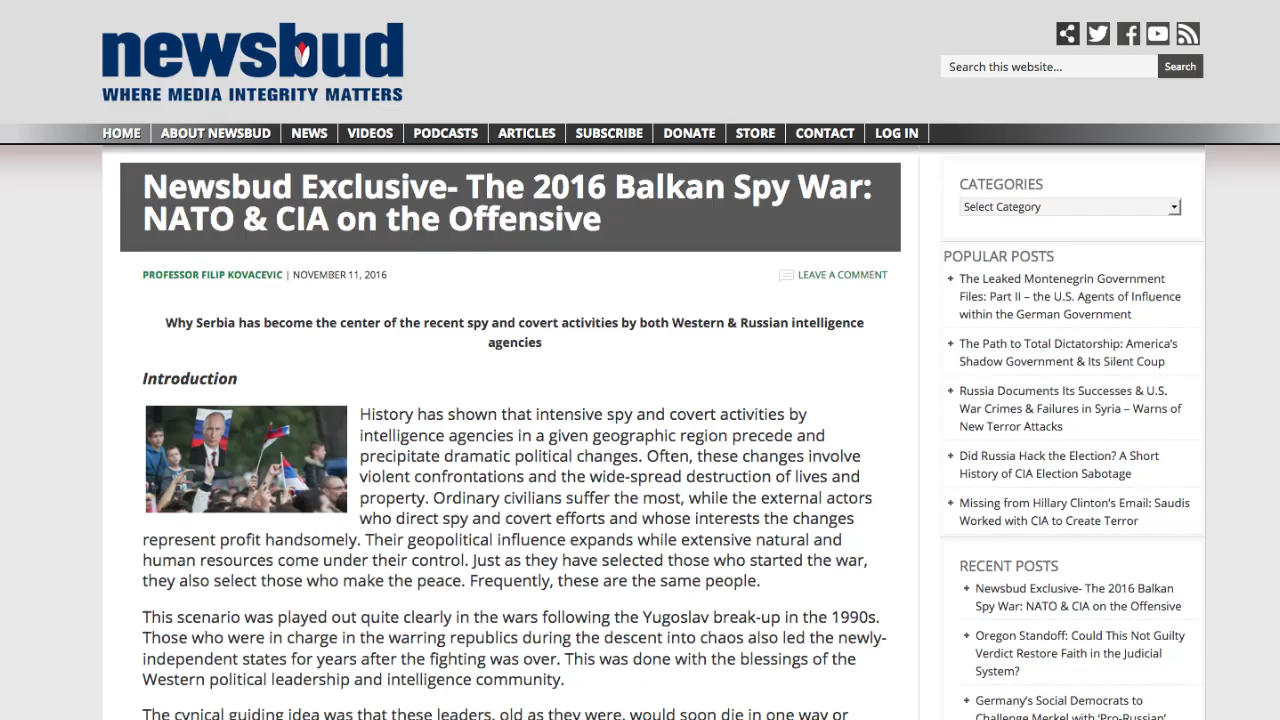 newsbud
WHERE MEDIA INTEGRITY MATTERS
Search this website...
Search
HOME
ABOUT NEWSBUD
NEWS
VIDEOS
PODCASTS
ARTICLES
SUBSCRIBE
DONATE
STORE
CONTACT
LOG IN
Newsbud Exclusive- The 2016 Balkan Spy War:
NATO & CIA on the Offensive
PROFESSOR FILIP KOVACEVIC | NOVEMBER 11, 2016
LEAVE A COMMENT
Why Serbia has become the center of the recent spy and covert activities by both Western & Russian intelligence
agencies
Introduction
History has shown that intensive spy and covert activities by
intelligence agencies in a given geographic region precede and
precipitate dramatic political changes. Often, these changes involve
violent confrontations and the wide-spread destruction of lives and
property. Ordinary civilians suffer the most, while the external actors
who direct spy and covert efforts and whose interests the changes
represent profit handsomely. Their geopolitical influence expands while extensive natural and
human resources come under their control. Just as they have selected those who started the war,
they also select those who make the peace. Frequently, these are the same people.
This scenario was played out quite clearly in the wars following the Yugoslav break-up in the 1990s.
Those who were in charge in the warring republics during the descent into chaos also led the newly-
independent states for years after the fighting was over. This was done with the blessings of the
Western political leadership and intelligence community.
The cynical guiding idea was that these leaders, old as they were, would soon die in one way or
CATEGORIES
Select Category
POPULAR POSTS
The Leaked Montenegrin Government
Files: Part II – the U.S. Agents of Influence
within the German Government
The Path to Total Dictatorship: America's
Shadow Government & Its Silent Coup
Russia Documents Its Successes & U.S.
War Crimes & Failures in Syria – Warns of
New Terror Attacks
Did Russia Hack the Election? A Short
History of CIA Election Sabotage
Missing from Hillary Clinton's Email: Saudis
Worked with CIA to Create Terror
RECENT POSTS
Newsbud Exclusive- The 2016 Balkan
Spy War: NATO & CIA on the Offensive
Oregon Standoff: Could This Not Guilty
Verdict Restore Faith in the Judicial
System?
Germany's Social Democrats to
Challenge Merkel with 'Pro-Russian'